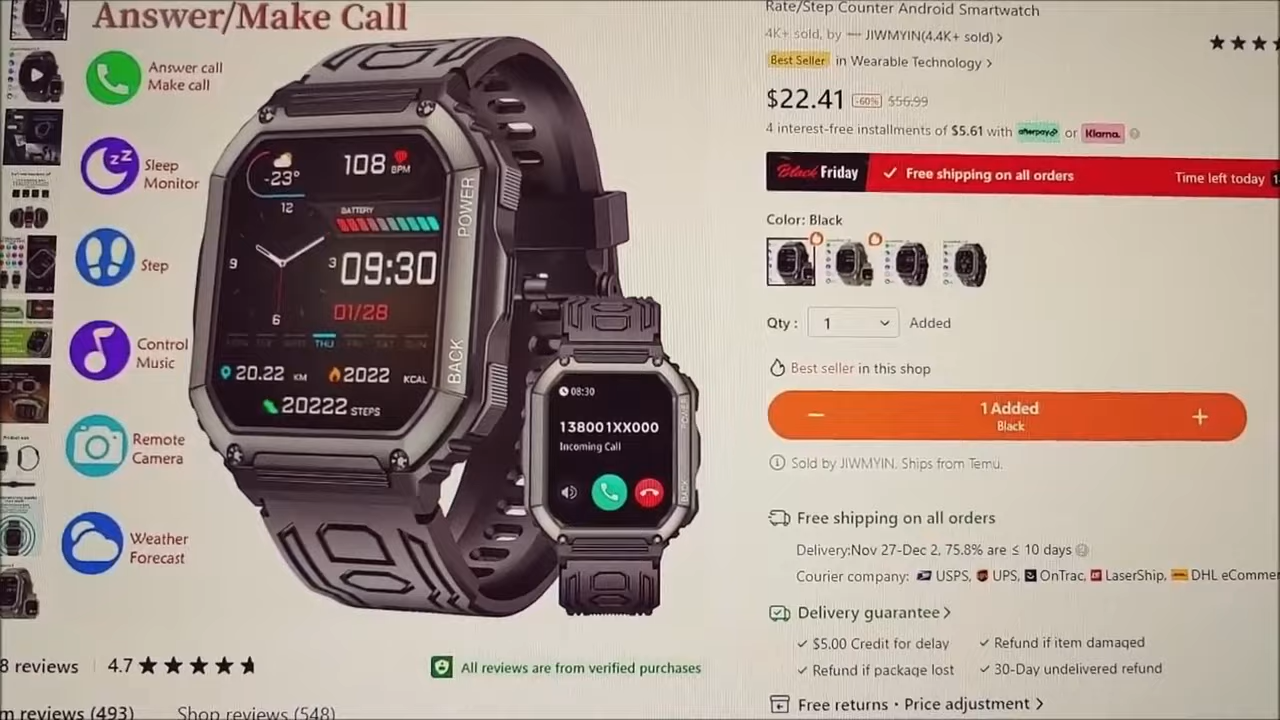 Answer/Make Call
Answer call
Make call
Sleep
Monitor
Step
Control
Music
Remote
Camera
Weather
Forecast
-23°
108 BPM
BATTERY
12
9
3
6
09:30
01/28
THU
20.22 KM
2022 KCAL
20222 STEPS
POWER
BACK
08:30
138001XX000
Incoming Call
POWER
BACK
8 reviews
4.7
All reviews are from verified purchases
m reviews (493)
Shop reviews (548)
Rate/Step Counter Android Smartwatch
4K+ sold, by — JIWMYIN(4.4K+ sold) >
Best Seller in Wearable Technology >
$22.41 -60% $56.99
4 interest-free installments of $5.61 with afterpay or Klarna.
Black Friday
Free shipping on all orders
Time left today
Color: Black
Qty : 1 Added
Best seller in this shop
− 1 Added +
Black
Sold by JIWMYIN. Ships from Temu.
Free shipping on all orders
Delivery:Nov 27-Dec 2, 75.8% are ≤ 10 days
Courier company: USPS, UPS, OnTrac, LaserShip, DHL eCommer
Delivery guarantee >
✓ $5.00 Credit for delay
✓ Refund if item damaged
✓ Refund if package lost
✓ 30-Day undelivered refund
Free returns · Price adjustment >